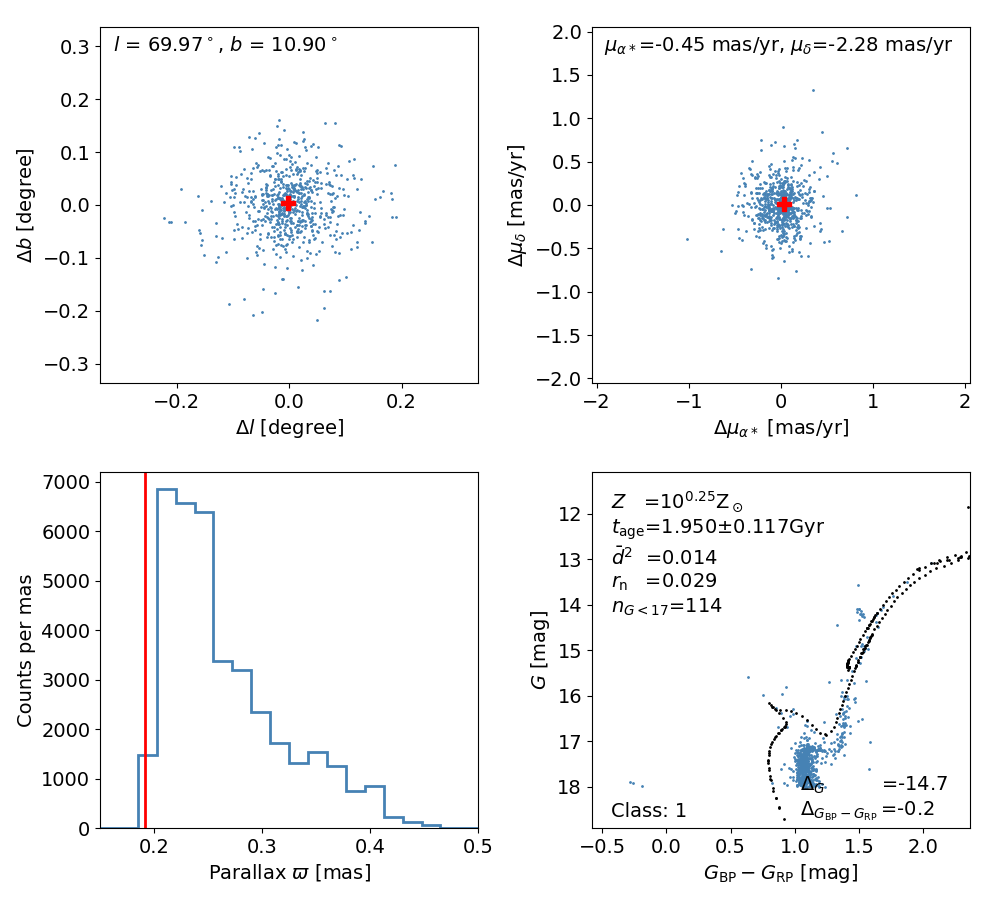 l = 69.97°, b = 10.90°
0.3
0.2
0.1
0.0
−0.1
−0.2
−0.3
Δb [degree]
−0.2
0.0
0.2
Δl [degree]
μα*=-0.45 mas/yr, μδ=-2.28 mas/yr
2.0
1.5
1.0
0.5
0.0
−0.5
−1.0
−1.5
−2.0
Δμδ [mas/yr]
−2
−1
0
1
2
Δμα* [mas/yr]
7000
6000
5000
4000
3000
2000
1000
0
Counts per mas
0.2
0.3
0.4
0.5
Parallax ϖ [mas]
Z =10^0.25 Z⊙
t_age=1.950±0.117Gyr
d̄² =0.014
r_n =0.029
n_G<17=114
12
13
14
15
16
17
18
G [mag]
Δ_G =-14.7
Class: 1
Δ_G_BP−G_RP =-0.2
−0.5
0.0
0.5
1.0
1.5
2.0
G_BP − G_RP [mag]